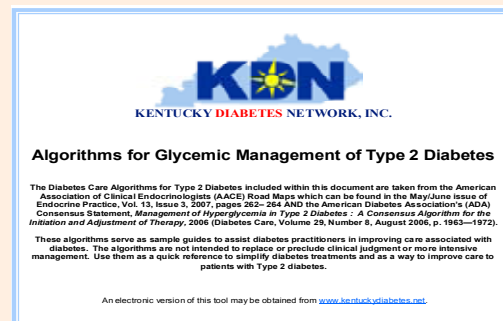 KDN
KENTUCKY DIABETES NETWORK, INC.
Algorithms for Glycemic Management of Type 2 Diabetes
The Diabetes Care Algorithms for Type 2 Diabetes included within this document are taken from the American
Association of Clinical Endocrinologists (AACE) Road Maps which can be found in the May/June issue of
Endocrine Practice, Vol. 13, Issue 3, 2007, pages 262– 264 AND the American Diabetes Association's (ADA)
Consensus Statement, Management of Hyperglycemia in Type 2 Diabetes : A Consensus Algorithm for the
Initiation and Adjustment of Therapy, 2006 (Diabetes Care, Volume 29, Number 8, August 2006, p. 1963—1972).
These algorithms serve as sample guides to assist diabetes practitioners in improving care associated with
diabetes. The algorithms are not intended to replace or preclude clinical judgment or more intensive
management. Use them as a quick reference to simplify diabetes treatments and as a way to improve care to
patients with Type 2 diabetes.
An electronic version of this tool may be obtained from www.kentuckydiabetes.net.